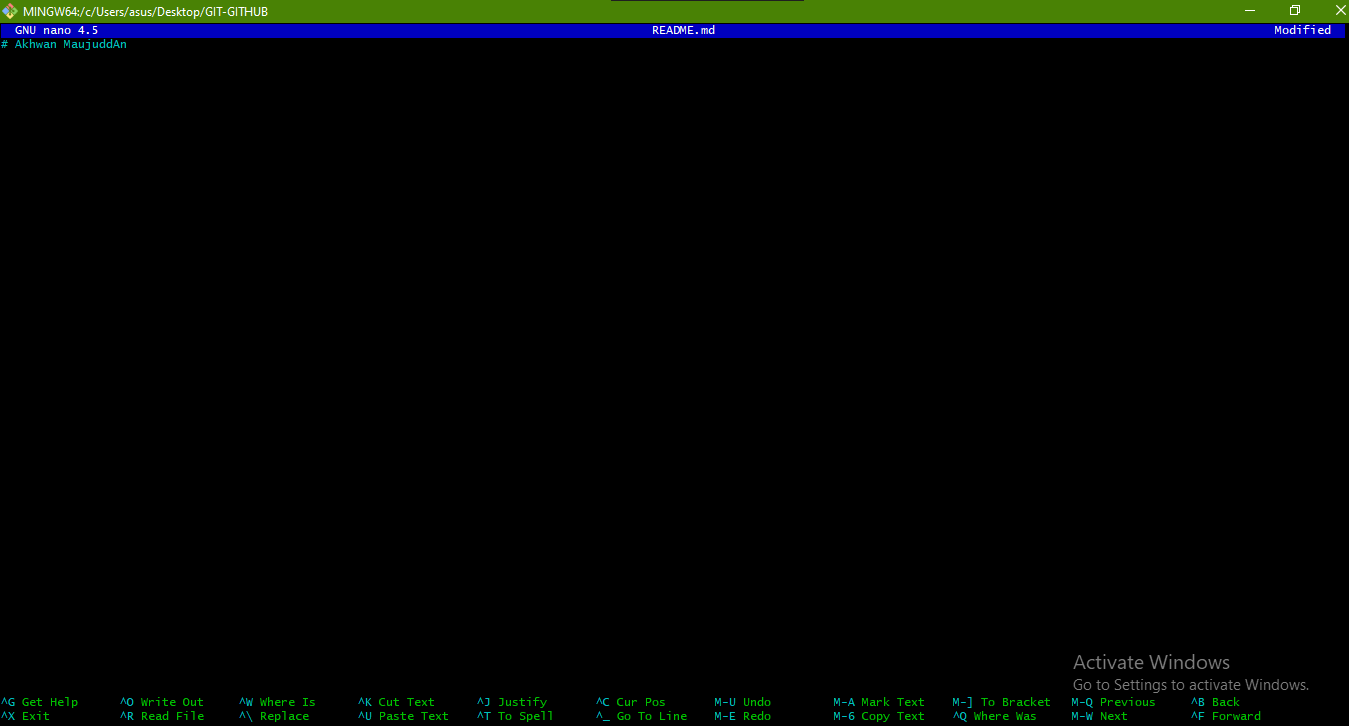 MINGW64:/c/Users/asus/Desktop/GIT-GITHUB
GNU nano 4.5 README.md Modified
# Akhwan MaujuddAn
Activate Windows
Go to Settings to activate Windows.
^G Get Help ^O Write Out ^W Where Is ^K Cut Text ^J Justify ^C Cur Pos M-U Undo M-A Mark Text M-] To Bracket M-Q Previous ^B Back
^X Exit ^R Read File ^\ Replace ^U Paste Text ^T To Spell ^_ Go To Line M-E Redo M-6 Copy Text ^Q Where Was M-W Next ^F Forward